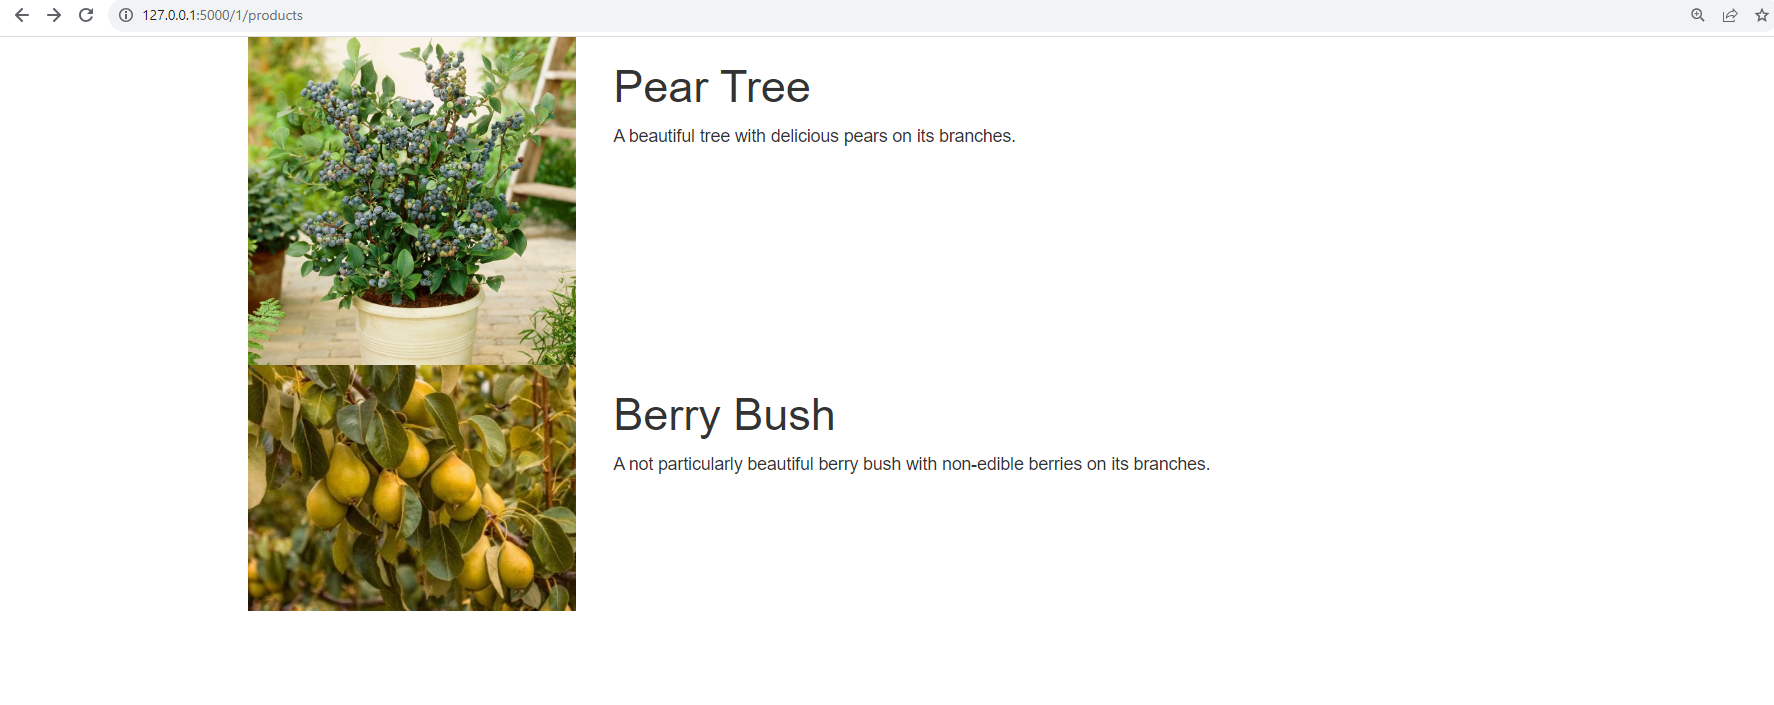 127.0.0.1:5000/1/products
Pear Tree
A beautiful tree with delicious pears on its branches.
Berry Bush
A not particularly beautiful berry bush with non-edible berries on its branches.